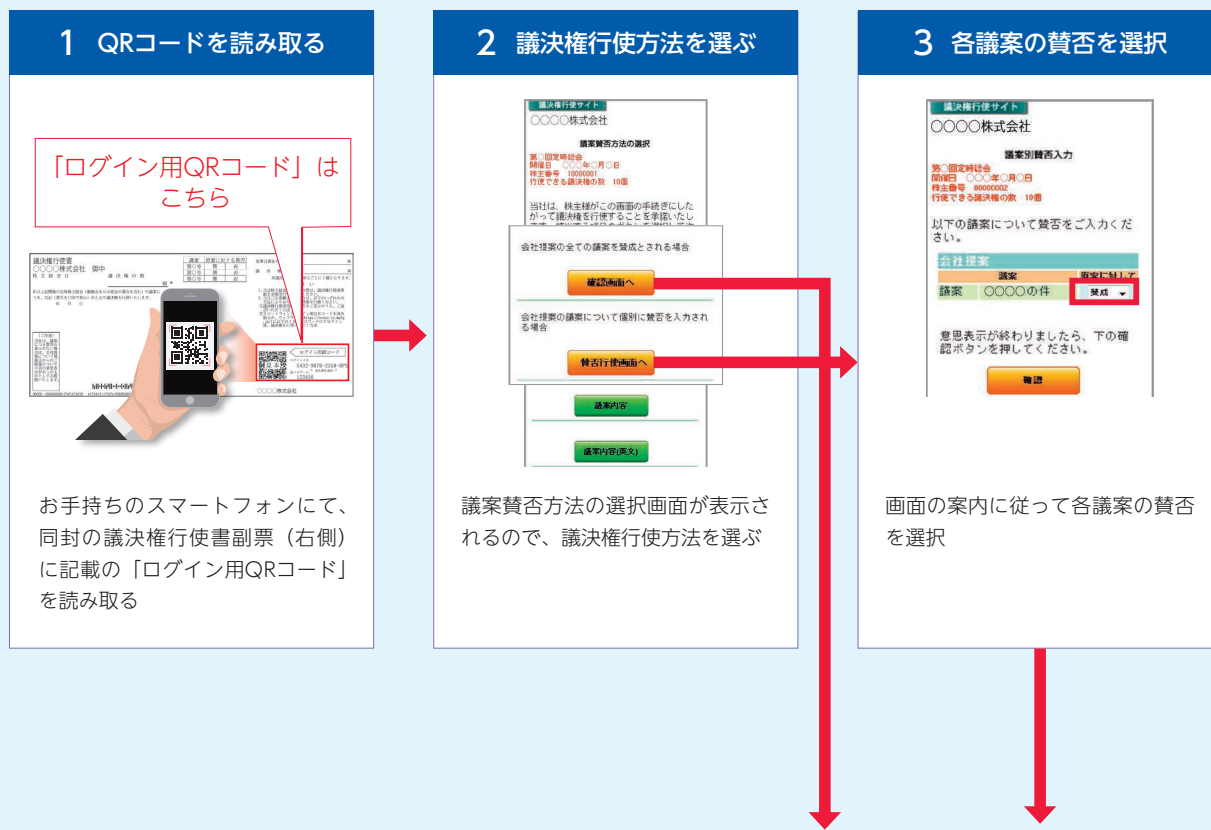 1 QRコードを読み取る
「ログイン用QRコード」は
こちら
議決権行使書
○○○○株式会社 御中
○○○○株式会社
お手持ちのスマートフォンにて、
同封の議決権行使書副票（右側）
に記載の「ログイン用QRコード」
を読み取る
2 議決権行使方法を選ぶ
議決権行使サイト
○○○○株式会社
議案賛否方法の選択
第○回定時総会
開催日 ○○○年○月○日
株主番号 10000001
行使できる議決権の数 10個
当社は、株主様がこの画面の手続きにした
がって議決権を行使することを承諾いたし
会社提案の全ての議案を賛成とされる場合
確認画面へ
会社提案の議案について個別に賛否を入力され
る場合
賛否行使画面へ
議案内容
議案内容(英文)
議案賛否方法の選択画面が表示さ
れるので、議決権行使方法を選ぶ
3 各議案の賛否を選択
議決権行使サイト
○○○○株式会社
議案別賛否入力
第○回定時総会
開催日 ○○○年○月○日
株主番号 00000002
行使できる議決権の数 10個
以下の議案について賛否をご入力くだ
さい。
会社提案
議案 原案に対して
議案 ○○○○の件 賛成
意思表示が終わりましたら、下の確
認ボタンを押してください。
確認
画面の案内に従って各議案の賛否
を選択